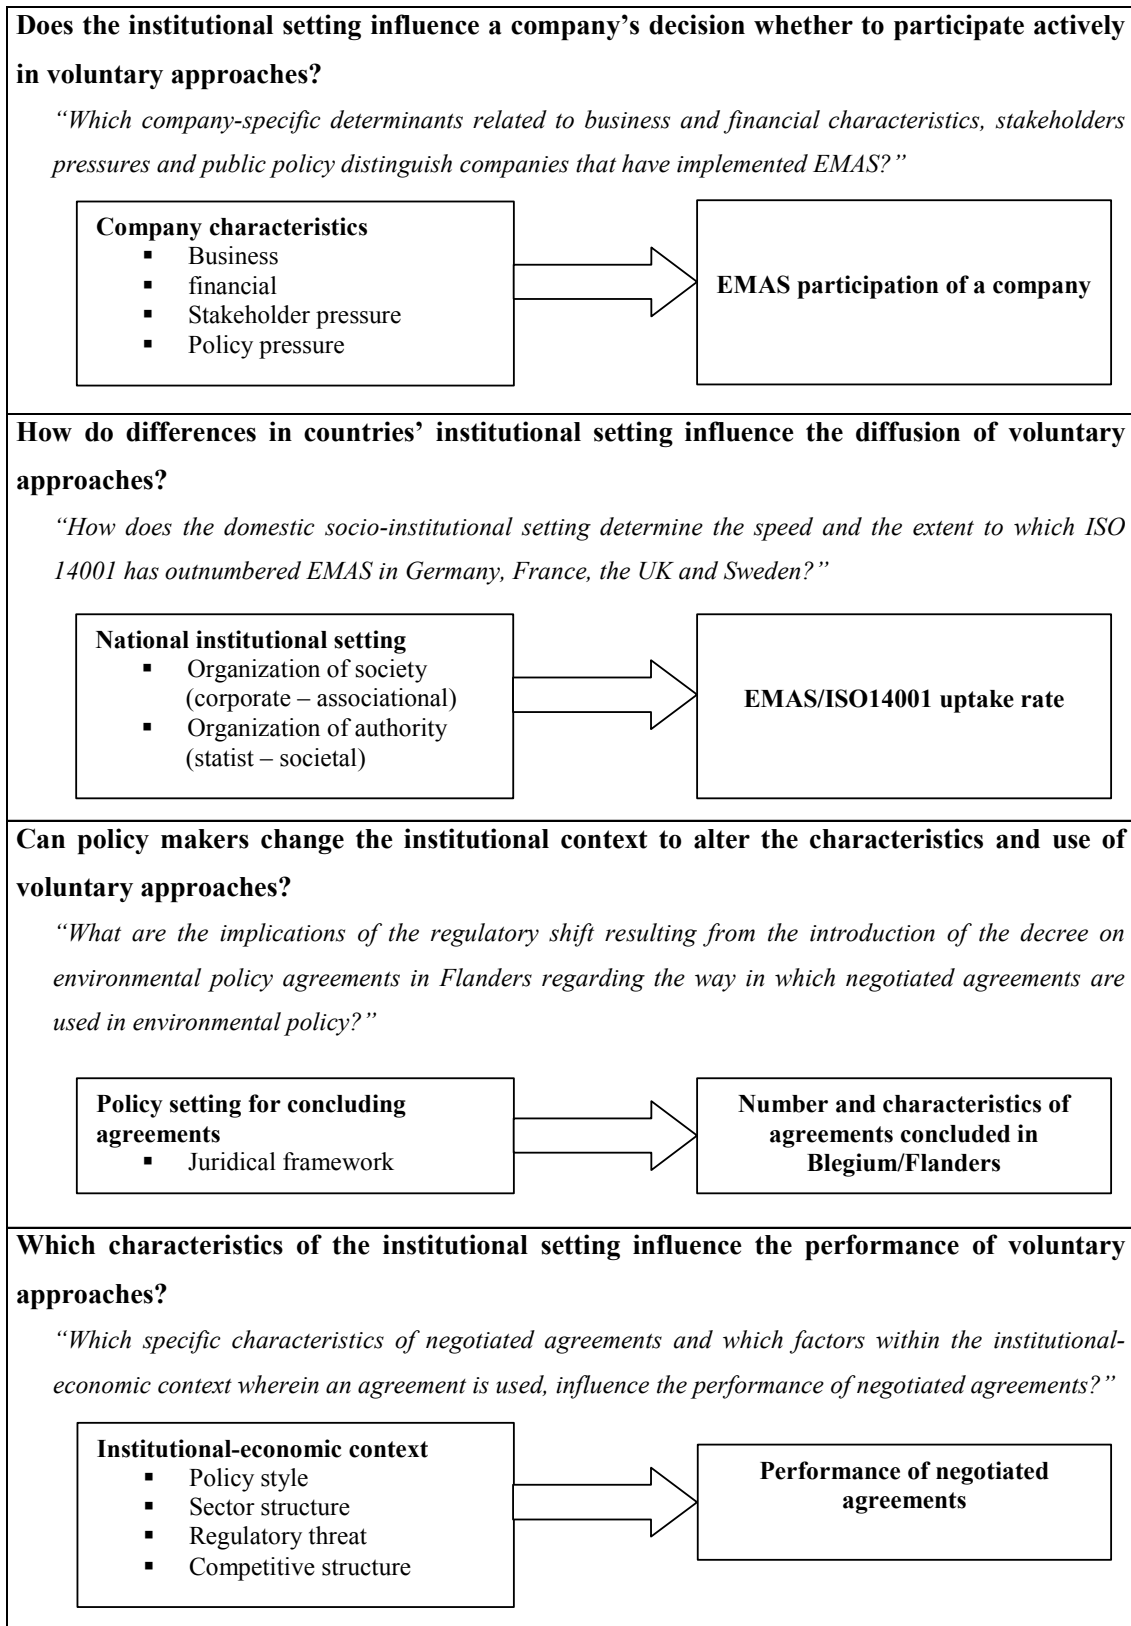 Does the institutional setting influence a company’s decision whether to participate actively
in voluntary approaches?
“Which company-specific determinants related to business and financial characteristics, stakeholders
pressures and public policy distinguish companies that have implemented EMAS?”
Company characteristics
▪ Business
▪ financial
▪ Stakeholder pressure
▪ Policy pressure
EMAS participation of a company
How do differences in countries’ institutional setting influence the diffusion of voluntary
approaches?
“How does the domestic socio-institutional setting determine the speed and the extent to which ISO
14001 has outnumbered EMAS in Germany, France, the UK and Sweden?”
National institutional setting
▪ Organization of society
(corporate – associational)
▪ Organization of authority
(statist – societal)
EMAS/ISO14001 uptake rate
Can policy makers change the institutional context to alter the characteristics and use of
voluntary approaches?
“What are the implications of the regulatory shift resulting from the introduction of the decree on
environmental policy agreements in Flanders regarding the way in which negotiated agreements are
used in environmental policy?”
Policy setting for concluding
agreements
▪ Juridical framework
Number and characteristics of
agreements concluded in
Blegium/Flanders
Which characteristics of the institutional setting influence the performance of voluntary
approaches?
“Which specific characteristics of negotiated agreements and which factors within the institutional-
economic context wherein an agreement is used, influence the performance of negotiated agreements?”
Institutional-economic context
▪ Policy style
▪ Sector structure
▪ Regulatory threat
▪ Competitive structure
Performance of negotiated
agreements